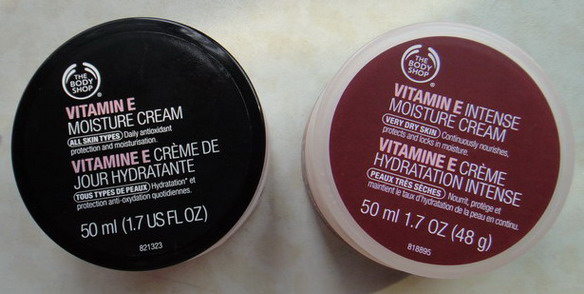 THE
BODY
SHOP
VITAMIN E
MOISTURE CREAM
ALL SKIN TYPES Daily antioxidant
protection and moisturisation.
VITAMINE E CRÈME DE
JOUR HYDRATANTE
TOUS TYPES DE PEAUX Hydratation* et
protection anti-oxydation quotidiennes.
50 ml (1.7 US FL OZ)
821323
THE
BODY
SHOP
VITAMIN E INTENSE
MOISTURE CREAM
VERY DRY SKIN Continuously nourishes,
protects and locks in moisture.
VITAMINE E CRÈME
HYDRATATION INTENSE
PEAUX TRÈS SÈCHES Nourrit, protège et
maintient le taux d'hydratation de la peau en continu.
50 ml 1.7 OZ (48 g)
818895